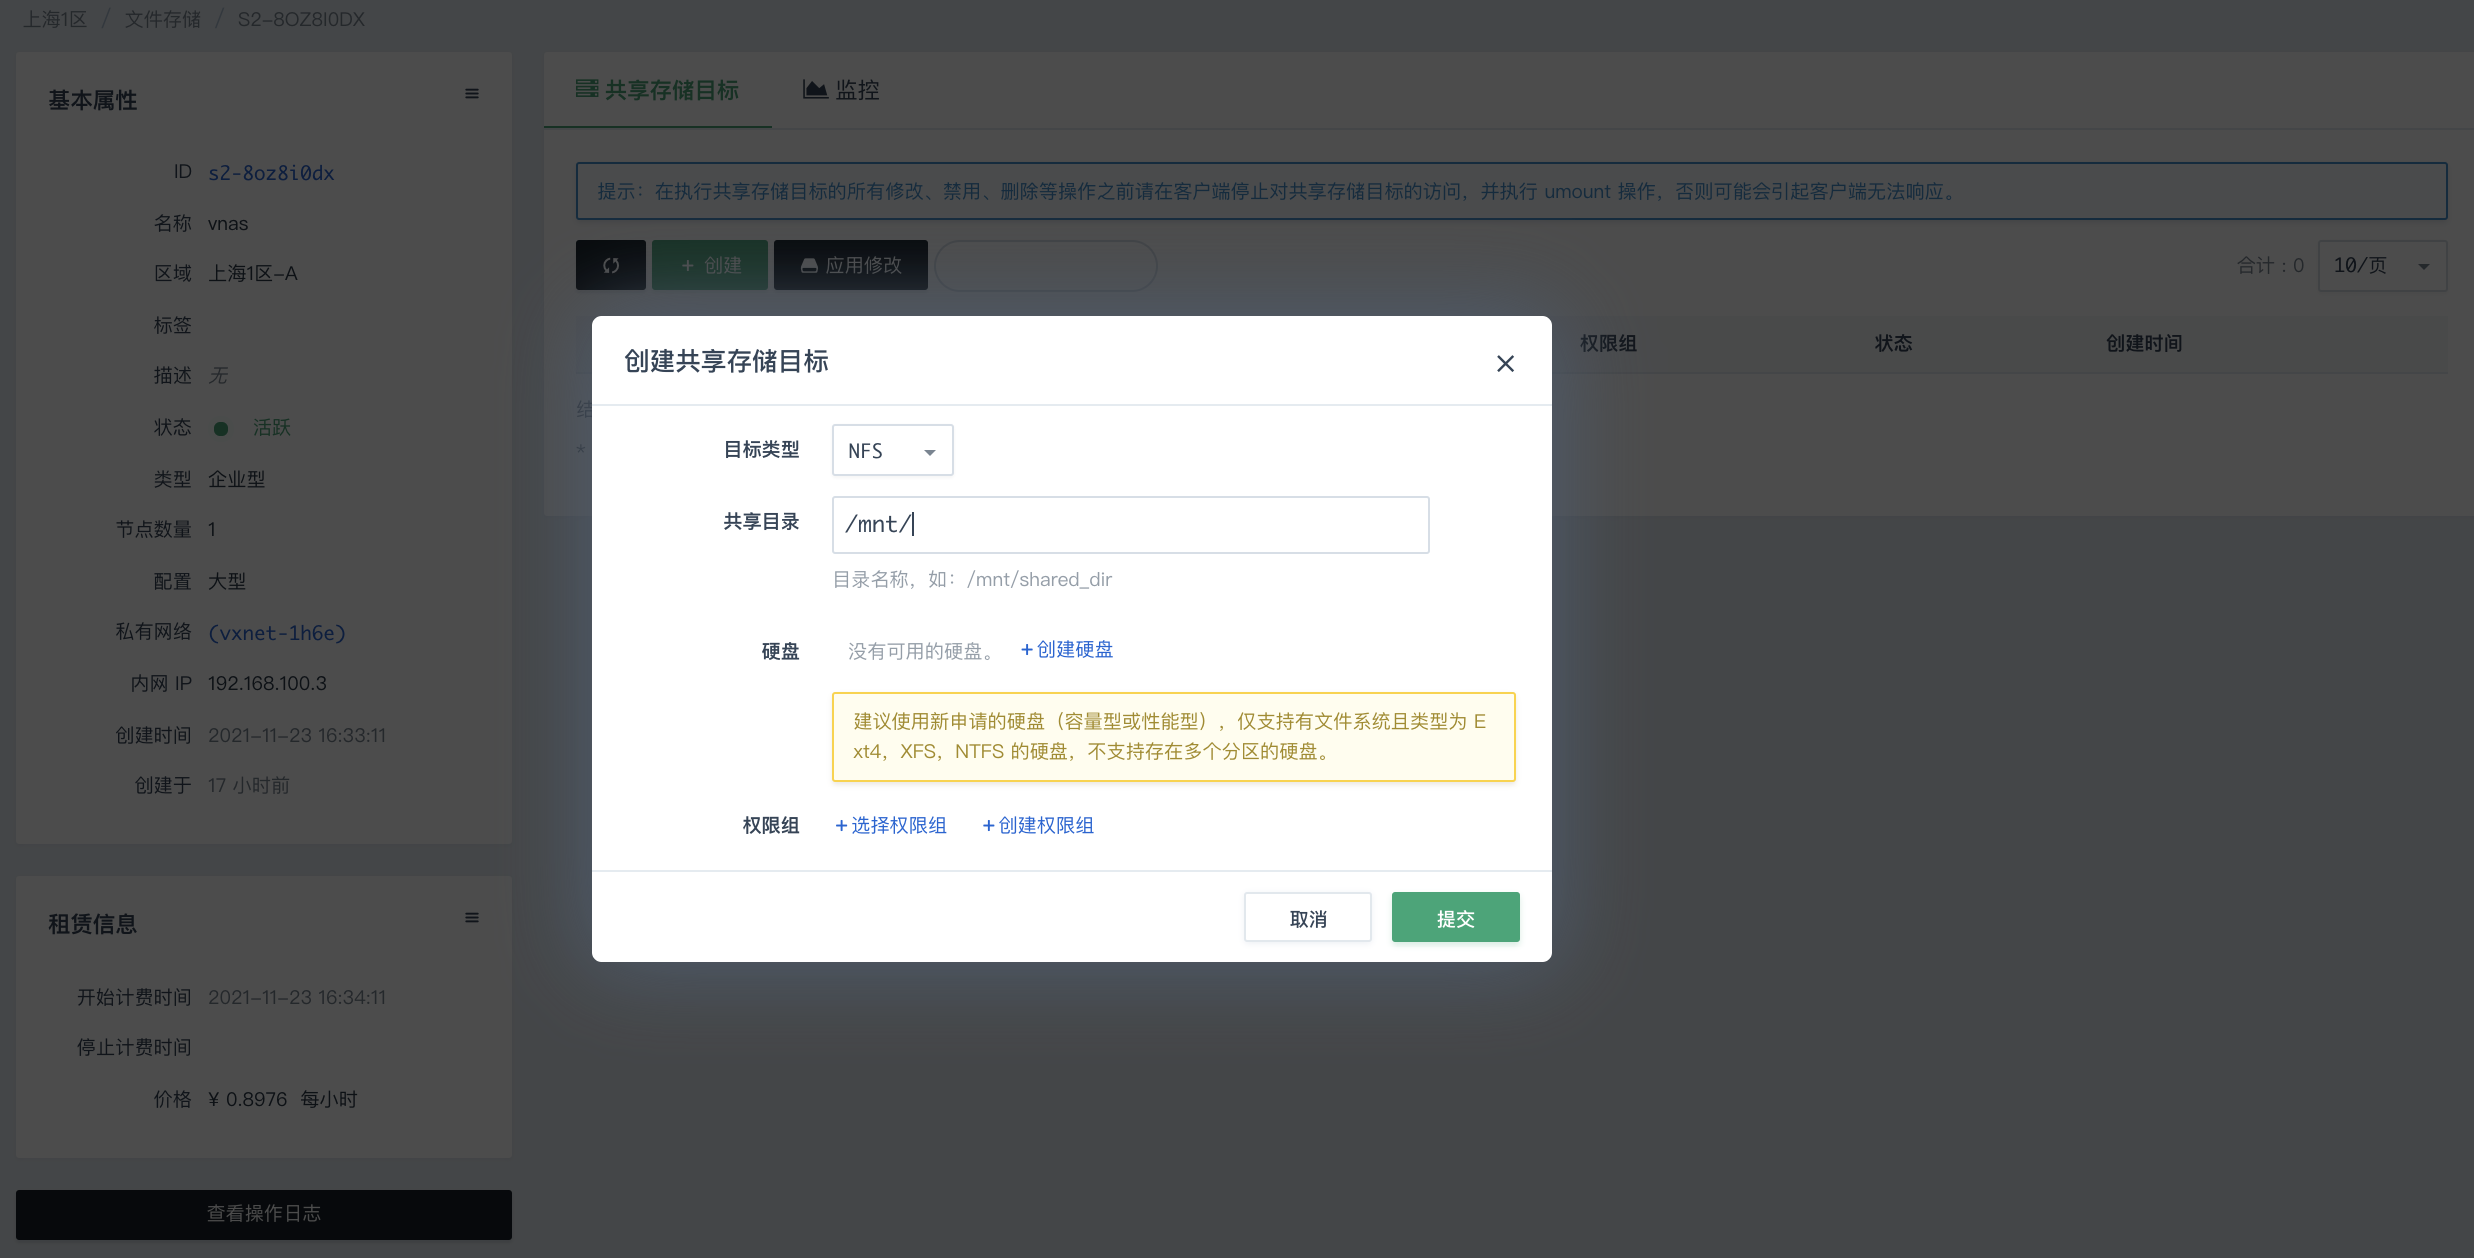 上海1区 / 文件存储 / S2-8OZ8I0DX
基本属性
ID s2-8oz8i0dx
名称 vnas
区域 上海1区-A
标签
描述 无
状态 活跃
类型 企业型
节点数量 1
配置 大型
私有网络 (vxnet-1h6e)
内网 IP 192.168.100.3
创建时间 2021-11-23 16:33:11
创建于 17 小时前
租赁信息
开始计费时间 2021-11-23 16:34:11
停止计费时间
价格 ¥ 0.8976 每小时
查看操作日志
共享存储目标 监控
提示：在执行共享存储目标的所有修改、禁用、删除等操作之前请在客户端停止对共享存储目标的访问，并执行 umount 操作，否则可能会引起客户端无法响应。
+ 创建 应用修改 合计：0 10/页
权限组 状态 创建时间
*
创建共享存储目标
目标类型 NFS
共享目录 /mnt/
目录名称，如：/mnt/shared_dir
硬盘 没有可用的硬盘。 +创建硬盘
建议使用新申请的硬盘（容量型或性能型），仅支持有文件系统且类型为 E
xt4，XFS，NTFS 的硬盘，不支持存在多个分区的硬盘。
权限组 +选择权限组 +创建权限组
取消 提交